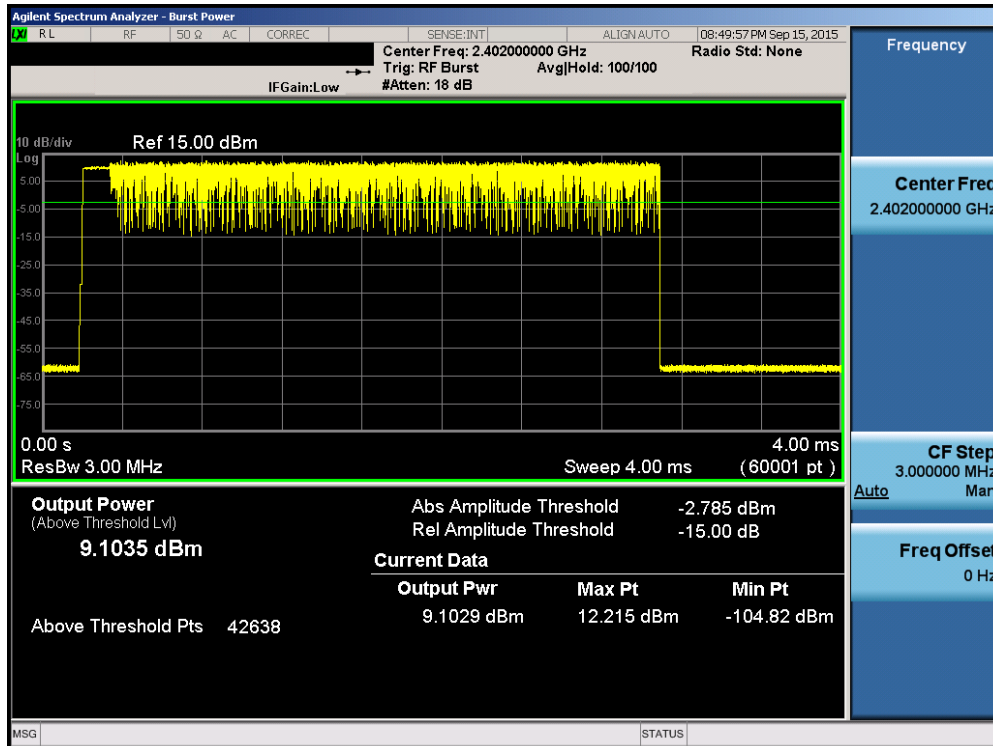 Agilent Spectrum Analyzer - Burst Power
LXI RL RF 50 Ω AC CORREC SENSE:INT ALIGN AUTO 08:49:57 PM Sep 15, 2015
Center Freq: 2.402000000 GHz Radio Std: None
Trig: RF Burst Avg|Hold: 100/100
IFGain:Low #Atten: 18 dB
10 dB/div Ref 15.00 dBm
Log
5.00
-5.00
-15.0
-25.0
-35.0
-45.0
-55.0
-65.0
-75.0
0.00 s 4.00 ms
ResBw 3.00 MHz Sweep 4.00 ms (60001 pt )
Output Power
(Above Threshold Lvl)
9.1035 dBm
Above Threshold Pts 42638
Abs Amplitude Threshold -2.785 dBm
Rel Amplitude Threshold -15.00 dB
Current Data
Output Pwr Max Pt Min Pt
9.1029 dBm 12.215 dBm -104.82 dBm
Frequency
Center Freq
2.402000000 GHz
CF Step
3.000000 MHz
Auto Man
Freq Offset
0 Hz
MSG STATUS